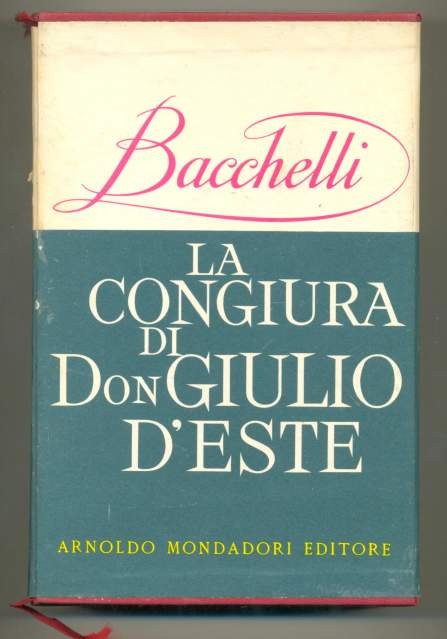 Bacchelli
LA
CONGIURA
DI
DON GIULIO
D'ESTE
ARNOLDO MONDADORI EDITORE